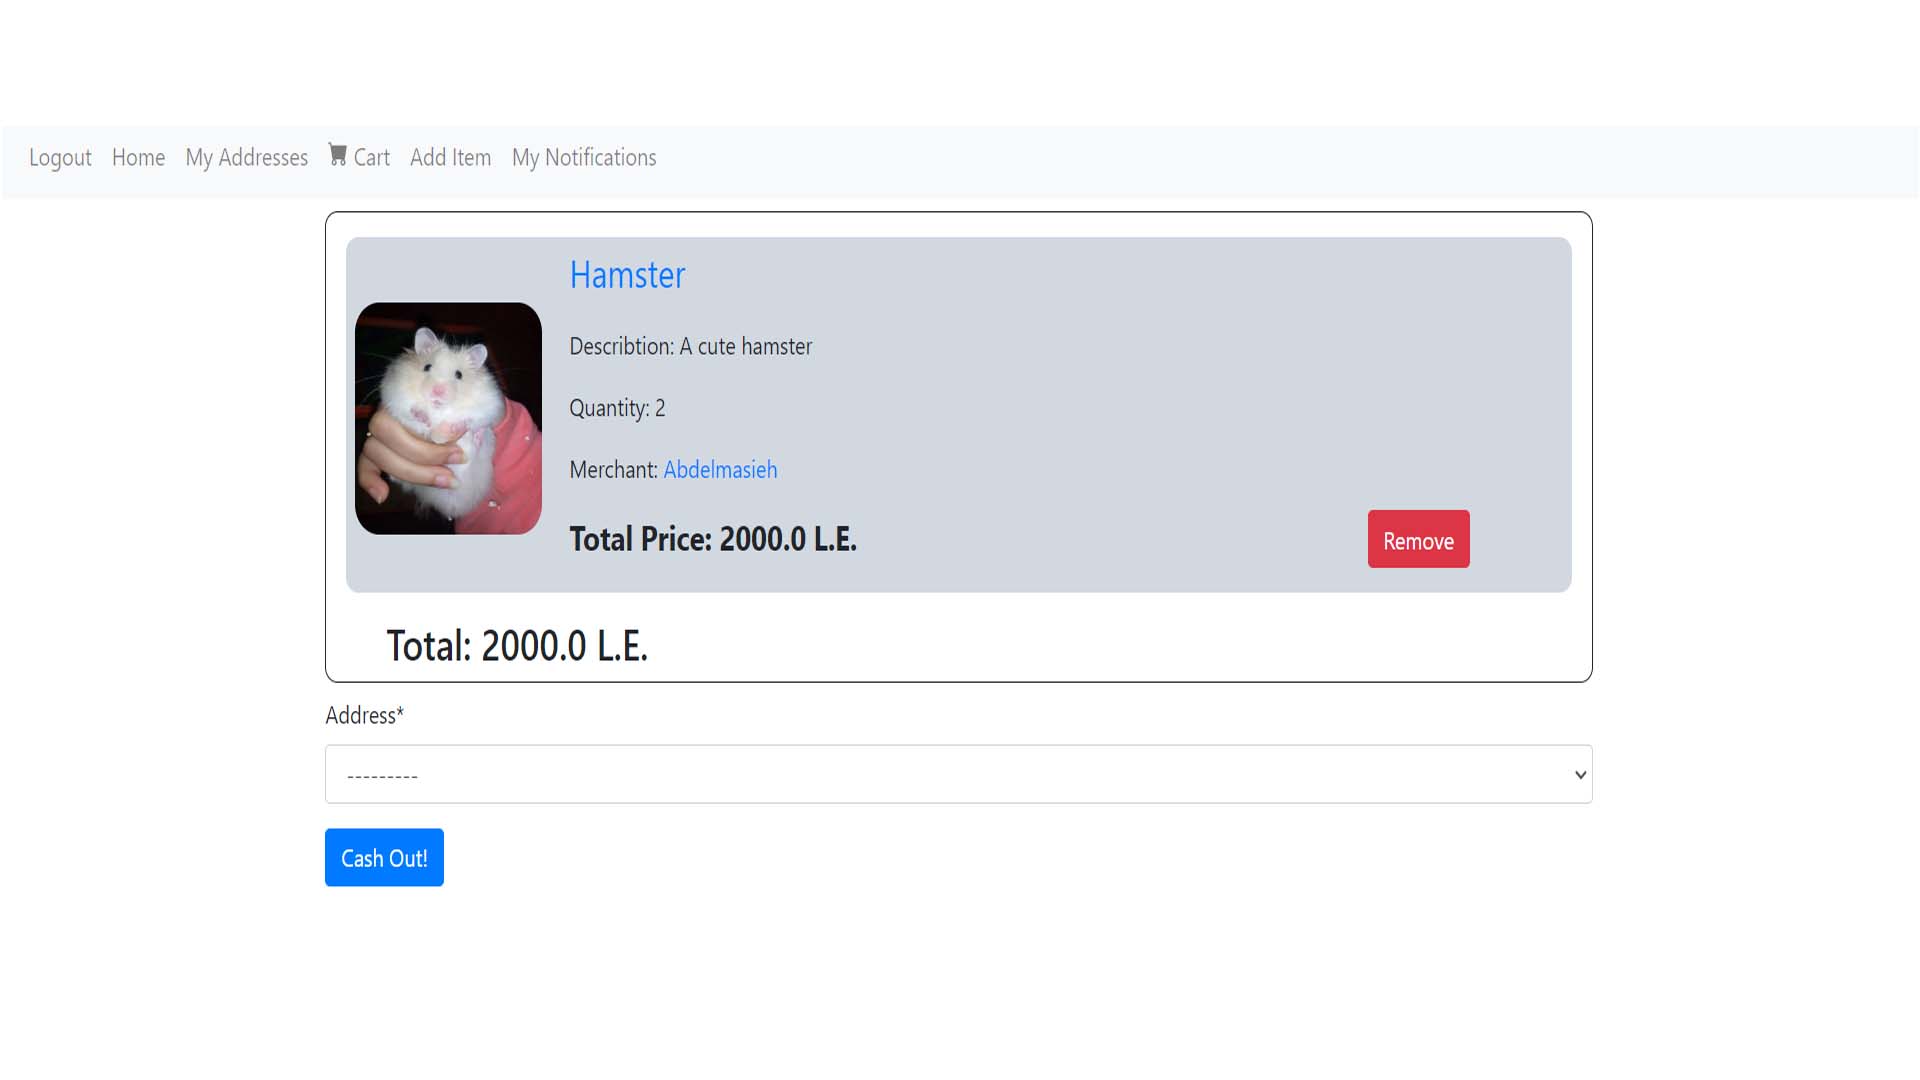 Logout Home My Addresses Cart Add Item My Notifications
Hamster
Describtion: A cute hamster
Quantity: 2
Merchant: Abdelmasieh
Total Price: 2000.0 L.E.
Remove
Total: 2000.0 L.E.
Address*
---------
Cash Out!